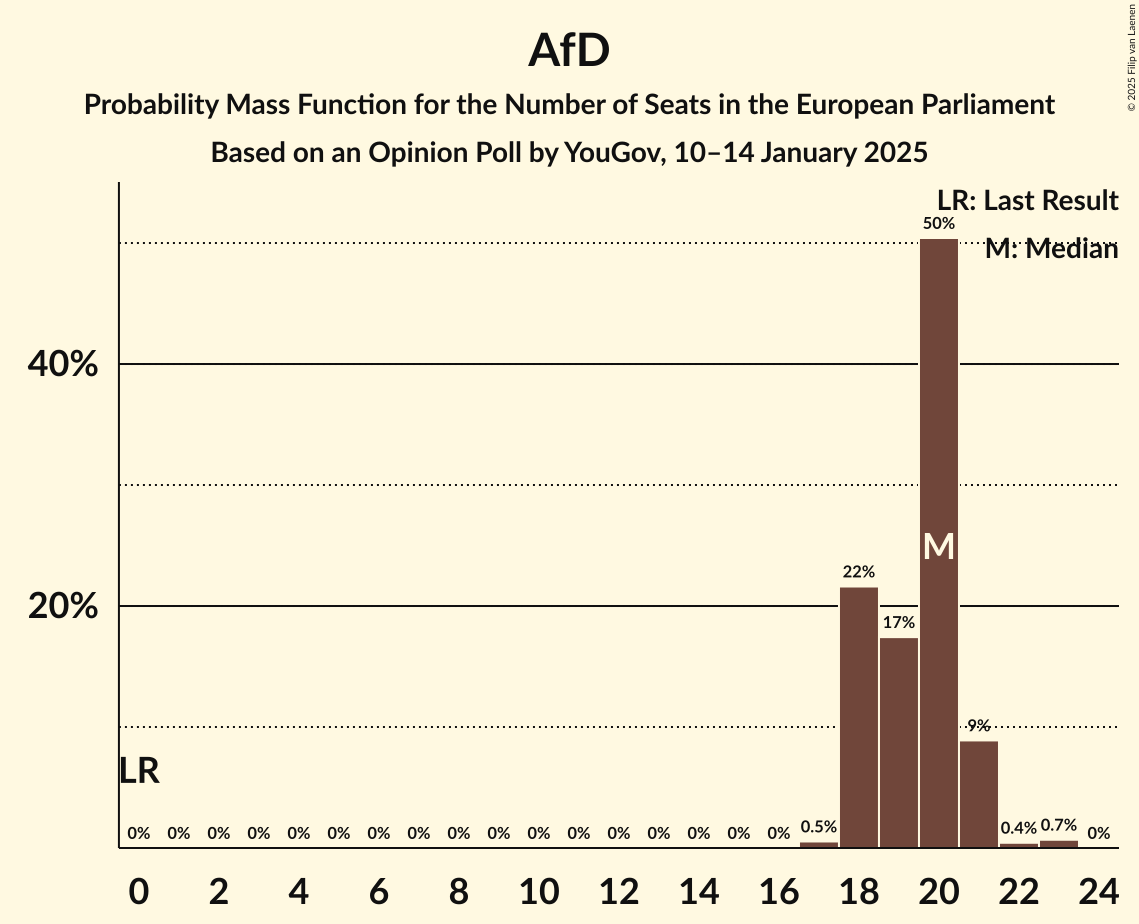 AfD
Probability Mass Function for the Number of Seats in the European Parliament
Based on an Opinion Poll by YouGov, 10–14 January 2025
© 2025 Filip van Laenen
LR: Last Result
M: Median
50%
40%
M
22%
20%
17%
9%
LR
0% 0% 0% 0% 0% 0% 0% 0% 0% 0% 0% 0% 0% 0% 0% 0% 0% 0.5% 0.4% 0.7% 0%
0 2 4 6 8 10 12 14 16 18 20 22 24